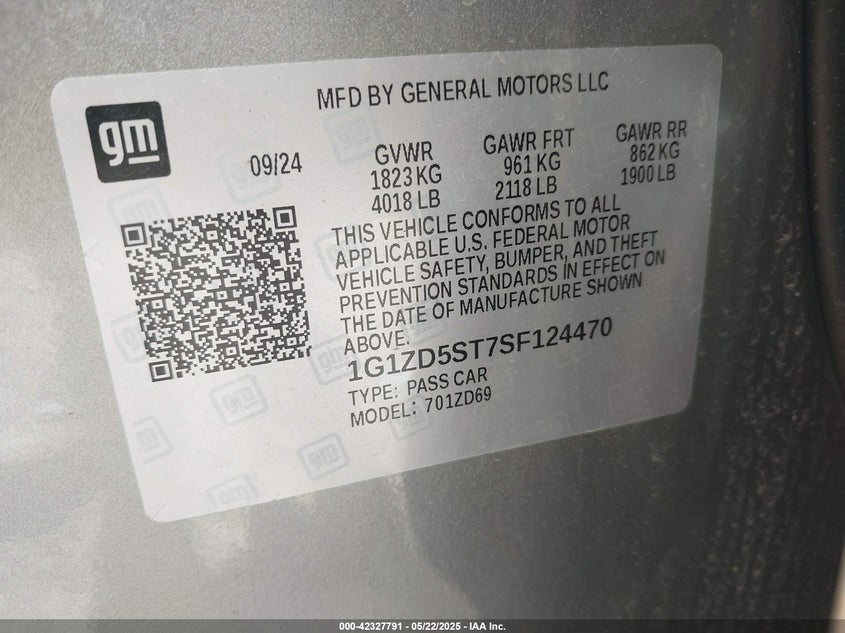 gm
MFD BY GENERAL MOTORS LLC
09/24
GVWR
1823 KG
4018 LB
GAWR FRT
961 KG
2118 LB
GAWR RR
862 KG
1900 LB
THIS VEHICLE CONFORMS TO ALL
APPLICABLE U.S. FEDERAL MOTOR
VEHICLE SAFETY, BUMPER, AND THEFT
PREVENTION STANDARDS IN EFFECT ON
THE DATE OF MANUFACTURE SHOWN
ABOVE.
1G1ZD5ST7SF124470
TYPE: PASS CAR
MODEL: 701ZD69
gm
000-42327791 - 05/22/2025 - IAA Inc.